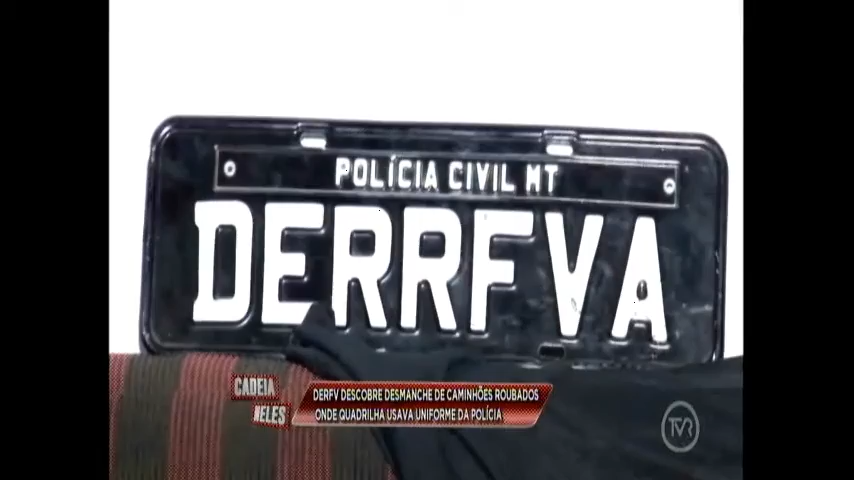 POLÍCIA CIVIL MT
DERRFVA
CADEIA
NELES
DERFV DESCOBRE DESMANCHE DE CAMINHÕES ROUBADOS
ONDE QUADRILHA USAVA UNIFORME DA POLÍCIA
TVR